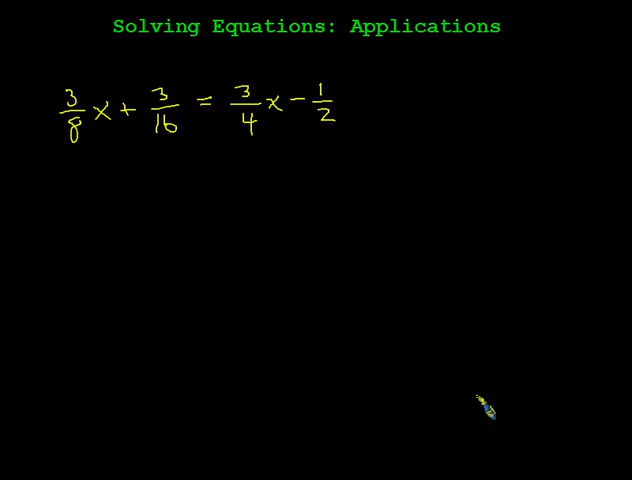 Solving Equations: Applications
3/8 x + 3/16 = 3/4 x - 1/2